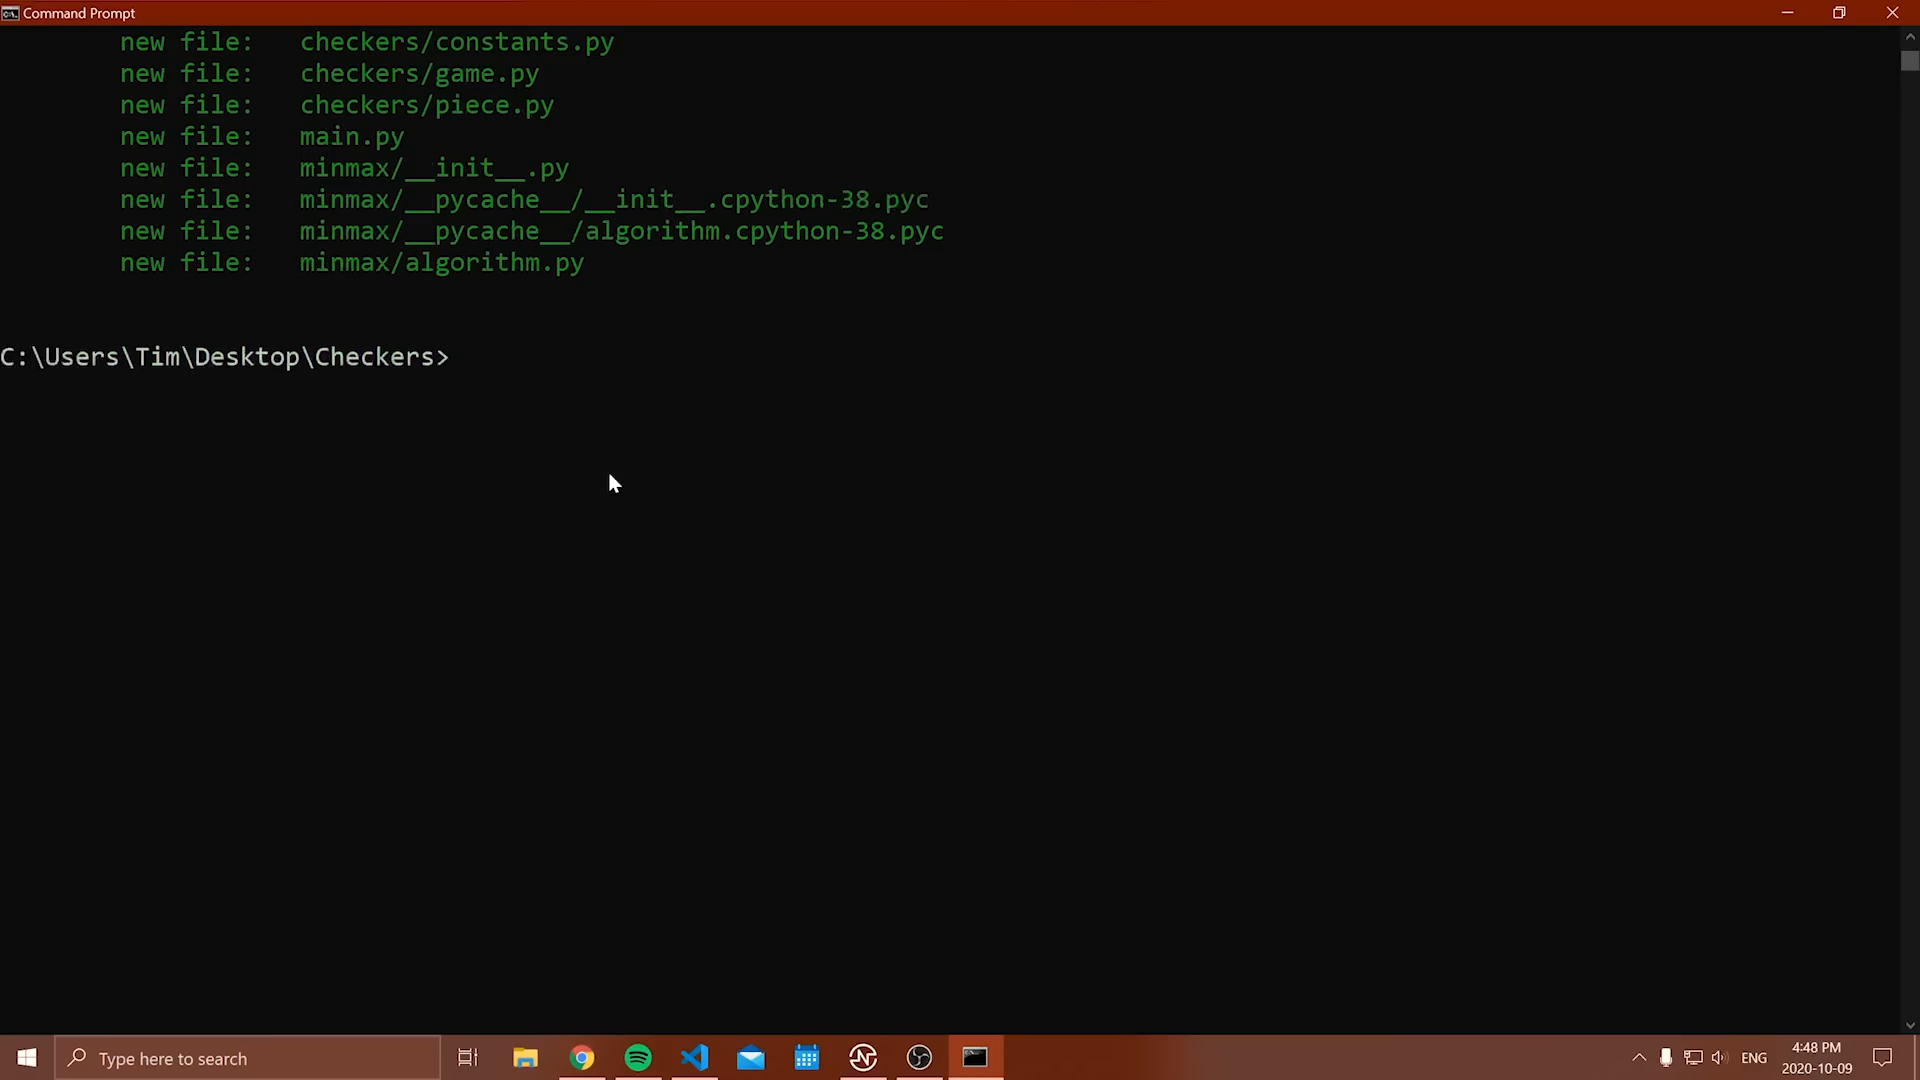 Command Prompt
new file:   checkers/constants.py
new file:   checkers/game.py
new file:   checkers/piece.py
new file:   main.py
new file:   minmax/__init__.py
new file:   minmax/__pycache__/__init__.cpython-38.pyc
new file:   minmax/__pycache__/algorithm.cpython-38.pyc
new file:   minmax/algorithm.py
C:\Users\Tim\Desktop\Checkers>
Type here to search
ENG
4:48 PM
2020-10-09